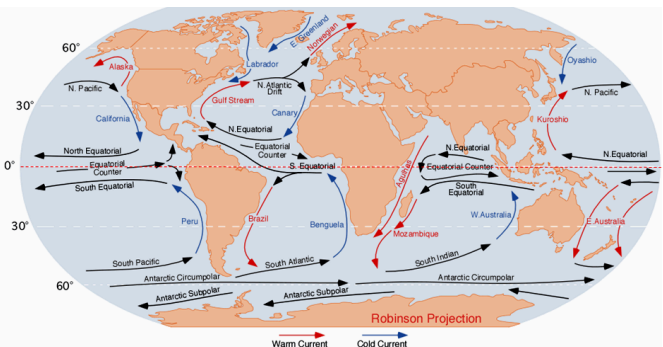 60°
E. Greenland
Norwegian
Alaska
Labrador
Oyashio
N. Pacific
N. Atlantic
Drift
N. Pacific
30°
Gulf Stream
California
Canary
Kuroshio
N.Equatorial
North Equatorial
Equatorial
Counter
N.Equatorial
N.Equatorial
0°
Equatorial
Counter
S. Equatorial
Agulhas
Equatorial Counter
South Equatorial
South
Equatorial
30°
Peru
Brazil
Benguela
Mozambique
W.Australia
E.Australia
South Pacific
South Atlantic
South Indian
60°
Antarctic Circumpolar
Antarctic Circumpolar
Antarctic Subpolar
Antarctic Subpolar
Robinson Projection
Warm Current
Cold Current